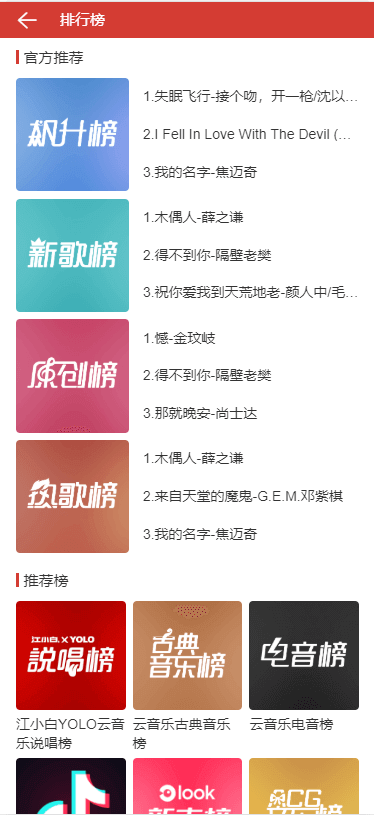 排行榜
官方推荐
飙升榜
1.失眠飞行-接个吻，开一枪/沈以…
2.I Fell In Love With The Devil (…
3.我的名字-焦迈奇
新歌榜
1.木偶人-薛之谦
2.得不到你-隔壁老樊
3.祝你爱我到天荒地老-颜人中/毛…
原创榜
1.憾-金玟岐
2.得不到你-隔壁老樊
3.那就晚安-尚士达
热歌榜
1.木偶人-薛之谦
2.来自天堂的魔鬼-G.E.M.邓紫棋
3.我的名字-焦迈奇
推荐榜
江小白 X YOLO
説唱榜
古典
音乐榜
电音榜
江小白YOLO云音
乐说唱榜
云音乐古典音乐
榜
云音乐电音榜
look
ACG